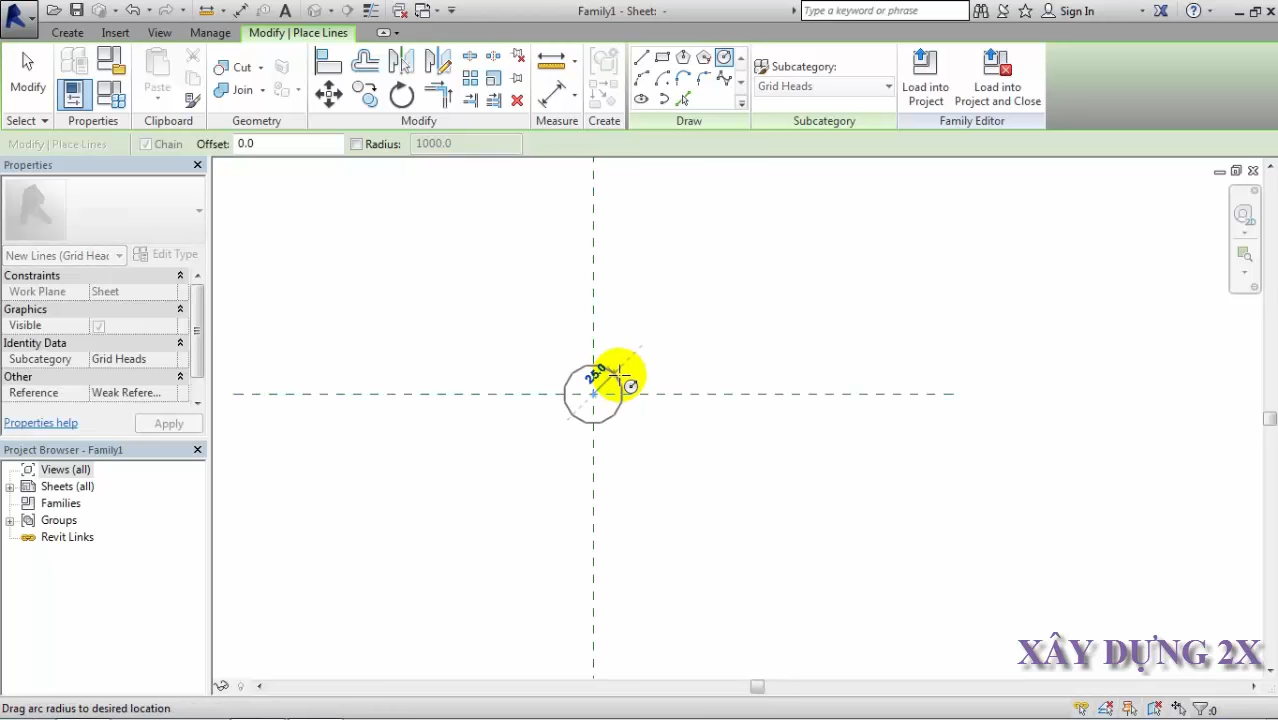 Family1 - Sheet: -
Type a keyword or phrase
Sign In
Create
Insert
View
Manage
Modify | Place Lines
Modify
Select
Properties
Paste
Clipboard
Cut
Join
Geometry
Modify
Measure
Create
Draw
Subcategory:
Grid Heads
Subcategory
Load into
Project
Load into
Project and Close
Family Editor
Modify | Place Lines
Chain
Offset:
0.0
Radius:
1000.0
Properties
New Lines (Grid Head
Edit Type
Constraints
Work Plane
Sheet
Graphics
Visible
Identity Data
Subcategory
Grid Heads
Other
Reference
Weak Refere...
Properties help
Apply
Project Browser - Family1
Views (all)
Sheets (all)
Families
Groups
Revit Links
25.0
2D
XÂY DỰNG 2X
Drag arc radius to desired location
:0